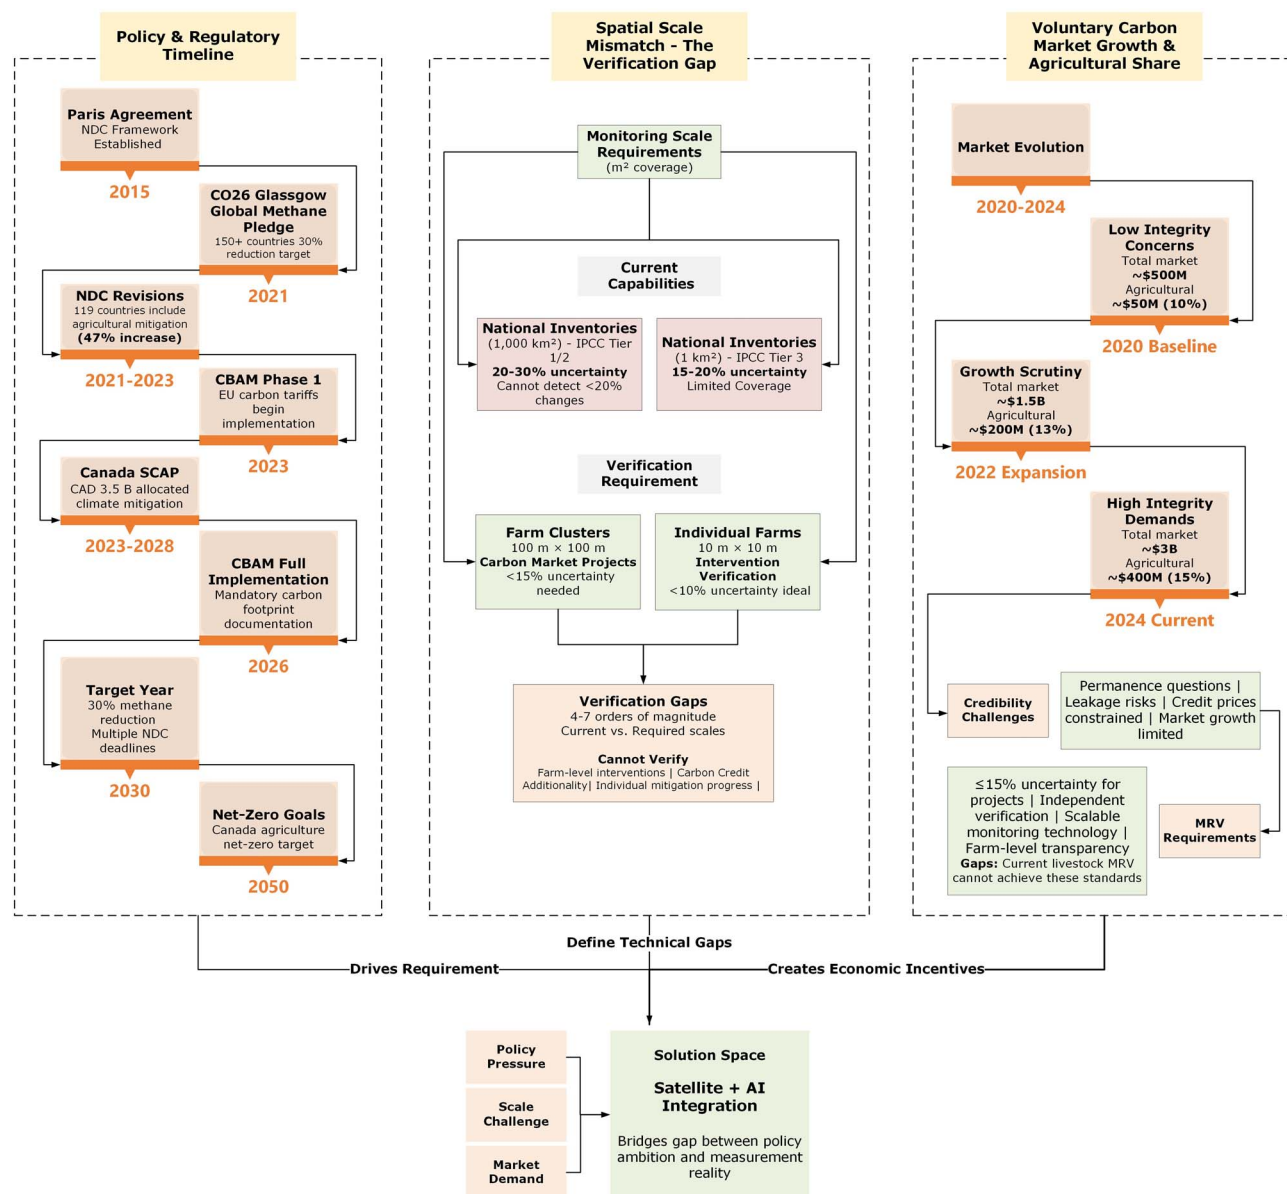 Policy & Regulatory
Timeline
Paris Agreement
NDC Framework
Established
2015
CO26 Glassgow
Global Methane
Pledge
150+ countries 30%
reduction target
2021
NDC Revisions
119 countries include
agricultural mitigation
(47% increase)
2021-2023
CBAM Phase 1
EU carbon tariffs
begin
implementation
2023
Canada SCAP
CAD 3.5 B allocated
climate mitigation
2023-2028
CBAM Full
Implementation
Mandatory carbon
footprint
documentation
2026
Target Year
30% methane
reduction
Multiple NDC
deadlines
2030
Net-Zero Goals
Canada agriculture
net-zero target
2050
Spatial Scale
Mismatch - The
Verification Gap
Monitoring Scale
Requirements
(m² coverage)
Current
Capabilities
National Inventories
(1,000 km²) - IPCC Tier
1/2
20-30% uncertainty
Cannot detect <20%
changes
National Inventories
(1 km²) - IPCC Tier 3
15-20% uncertainty
Limited Coverage
Verification
Requirement
Farm Clusters
100 m × 100 m
Carbon Market Projects
<15% uncertainty
needed
Individual Farms
10 m × 10 m
Intervention
Verification
<10% uncertainty ideal
Verification Gaps
4-7 orders of magnitude
Current vs. Required scales
Cannot Verify
Farm-level interventions | Carbon Credit
Additionality| Individual mitigation progress |
Voluntary Carbon
Market Growth &
Agricultural Share
Market Evolution
2020-2024
Low Integrity
Concerns
Total market
~$500M
Agricultural
~$50M (10%)
2020 Baseline
Growth Scrutiny
Total market
~$1.5B
Agricultural
~$200M (13%)
2022 Expansion
High Integrity
Demands
Total market
~$3B
Agricultural
~$400M (15%)
2024 Current
Credibility
Challenges
Permanence questions |
Leakage risks | Credit prices
constrained | Market growth
limited
≤15% uncertainty for
projects | Independent
verification | Scalable
monitoring technology |
Farm-level transparency
Gaps: Current livestock MRV
cannot achieve these standards
MRV
Requirements
Define Technical Gaps
Drives Requirement
Creates Economic Incentives
Policy
Pressure
Scale
Challenge
Market
Demand
Solution Space
Satellite + AI
Integration
Bridges gap between policy
ambition and measurement
reality